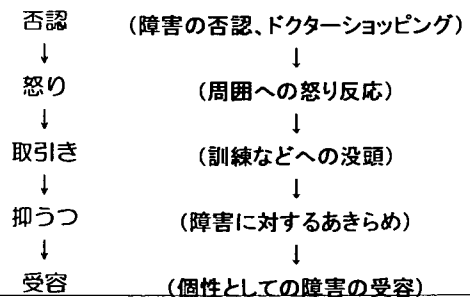 否認 (障害の否認、ドクターショッピング)
↓ ↓
怒り (周囲への怒り反応)
↓ ↓
取引き (訓練などへの没頭)
↓ ↓
抑うつ (障害に対するあきらめ)
↓ ↓
受容 (個性としての障害の受容)